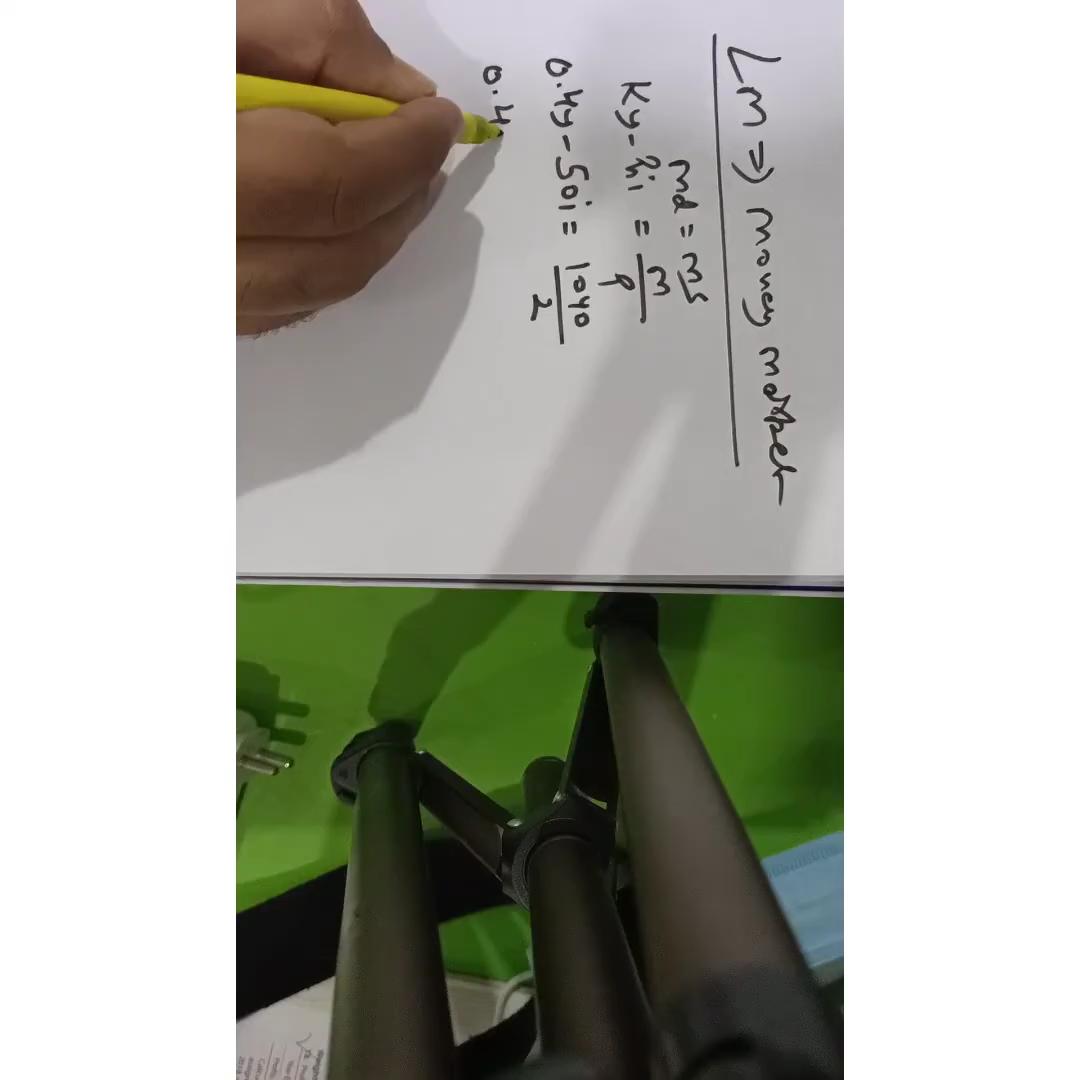 Lm ⇒ money market
md = ms
Ky - hi = m/p
0.4y - 50i = 1040/2
0.4